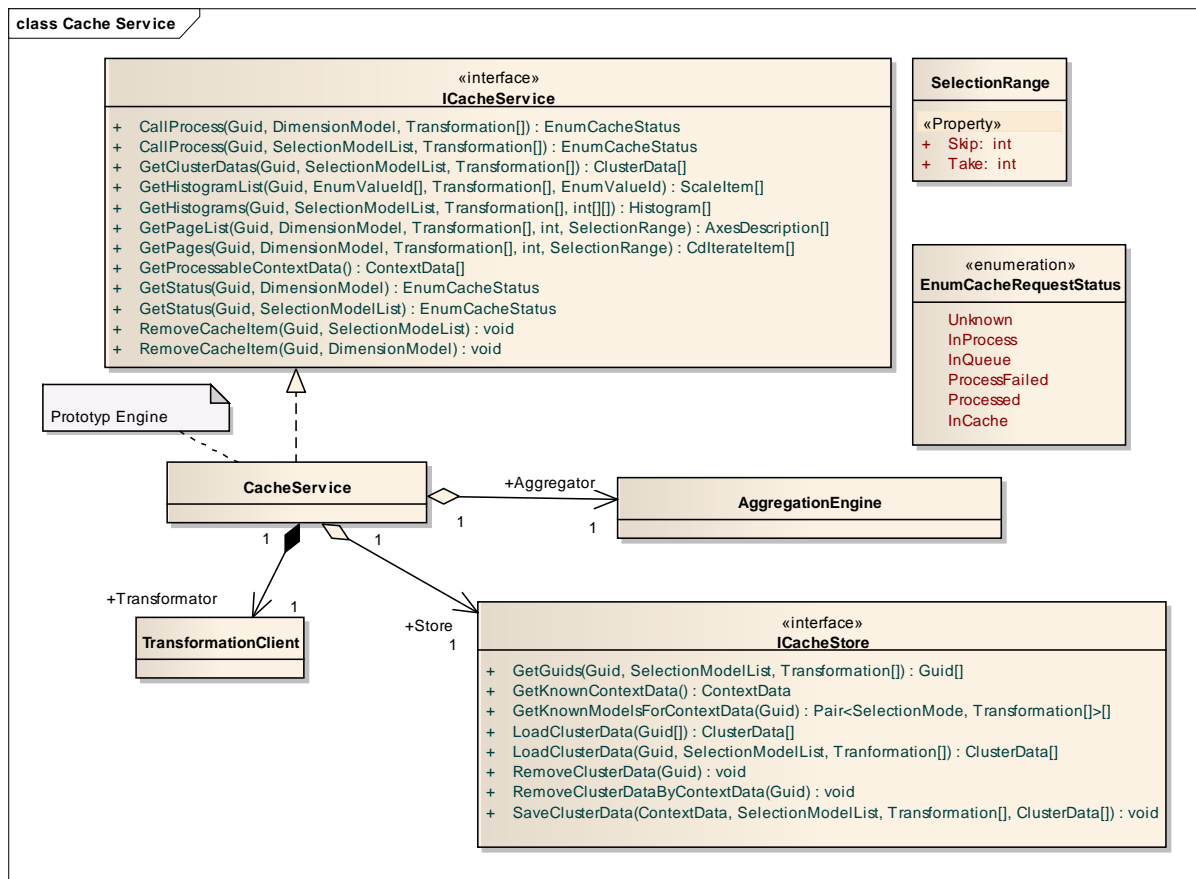 class Cache Service
«interface»
ICacheService
+ CallProcess(Guid, DimensionModel, Transformation[]) : EnumCacheStatus
+ CallProcess(Guid, SelectionModelList, Transformation[]) : EnumCacheStatus
+ GetClusterDatas(Guid, SelectionModelList, Transformation[]) : ClusterData[]
+ GetHistogramList(Guid, EnumValueId[], Transformation[], EnumValueId) : ScaleItem[]
+ GetHistograms(Guid, SelectionModelList, Transformation[], int[][]) : Histogram[]
+ GetPageList(Guid, DimensionModel, Transformation[], int, SelectionRange) : AxesDescription[]
+ GetPages(Guid, DimensionModel, Transformation[], int, SelectionRange) : CdIterateItem[]
+ GetProcessableContextData() : ContextData[]
+ GetStatus(Guid, DimensionModel) : EnumCacheStatus
+ GetStatus(Guid, SelectionModelList) : EnumCacheStatus
+ RemoveCacheItem(Guid, SelectionModeList) : void
+ RemoveCacheItem(Guid, DimensionModel) : void
SelectionRange
«Property»
+ Skip: int
+ Take: int
«enumeration»
EnumCacheRequestStatus
Unknown
InProcess
InQueue
ProcessFailed
Processed
InCache
Prototyp Engine
CacheService
+Aggregator
1
1
AggregationEngine
1
1
+Transformator
1
TransformationClient
+Store
1
«interface»
ICacheStore
+ GetGuids(Guid, SelectionModelList, Transformation[]) : Guid[]
+ GetKnownContextData() : ContextData
+ GetKnownModelsForContextData(Guid) : Pair<SelectionMode, Transformation[]>[]
+ LoadClusterData(Guid[]) : ClusterData[]
+ LoadClusterData(Guid, SelectionModelList, Tranformation[]) : ClusterData[]
+ RemoveClusterData(Guid) : void
+ RemoveClusterDataByContextData(Guid) : void
+ SaveClusterData(ContextData, SelectionModelList, Transformation[], ClusterData[]) : void